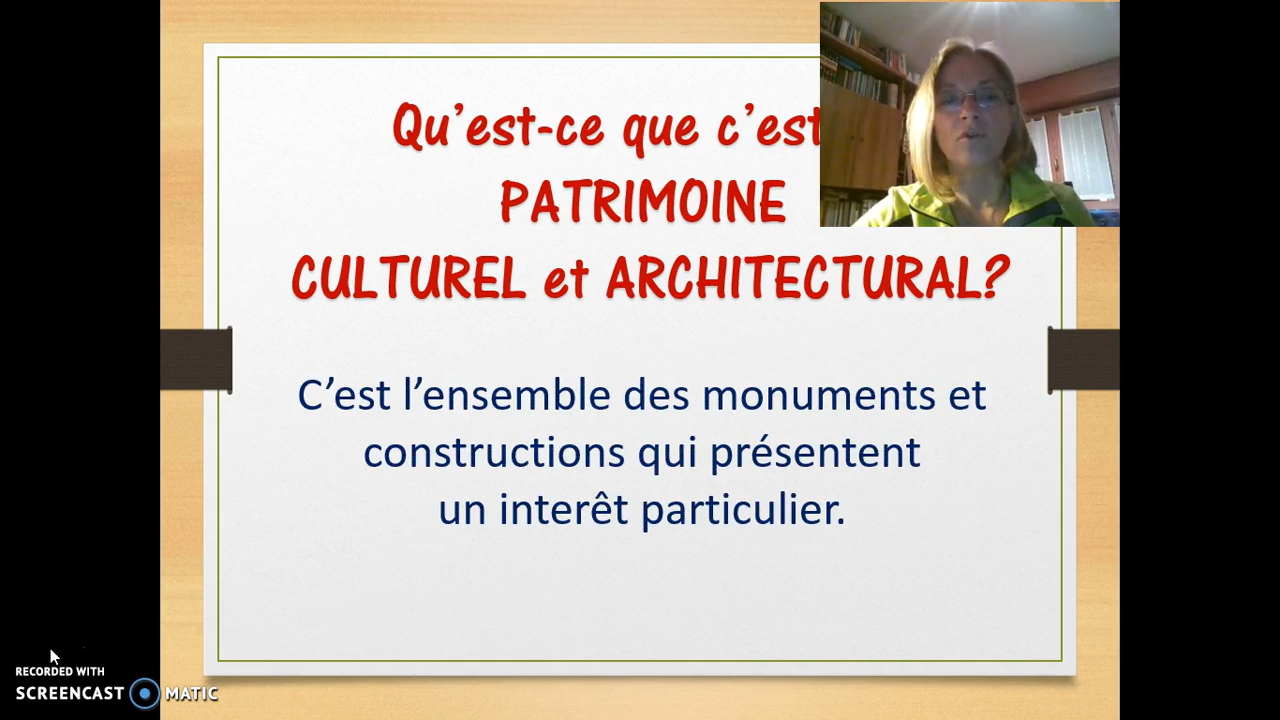 Qu’est-ce que c’est
PATRIMOINE
CULTUREL et ARCHITECTURAL?
C’est l’ensemble des monuments et
constructions qui présentent
un interêt particulier.
RECORDED WITH
SCREENCAST MATIC